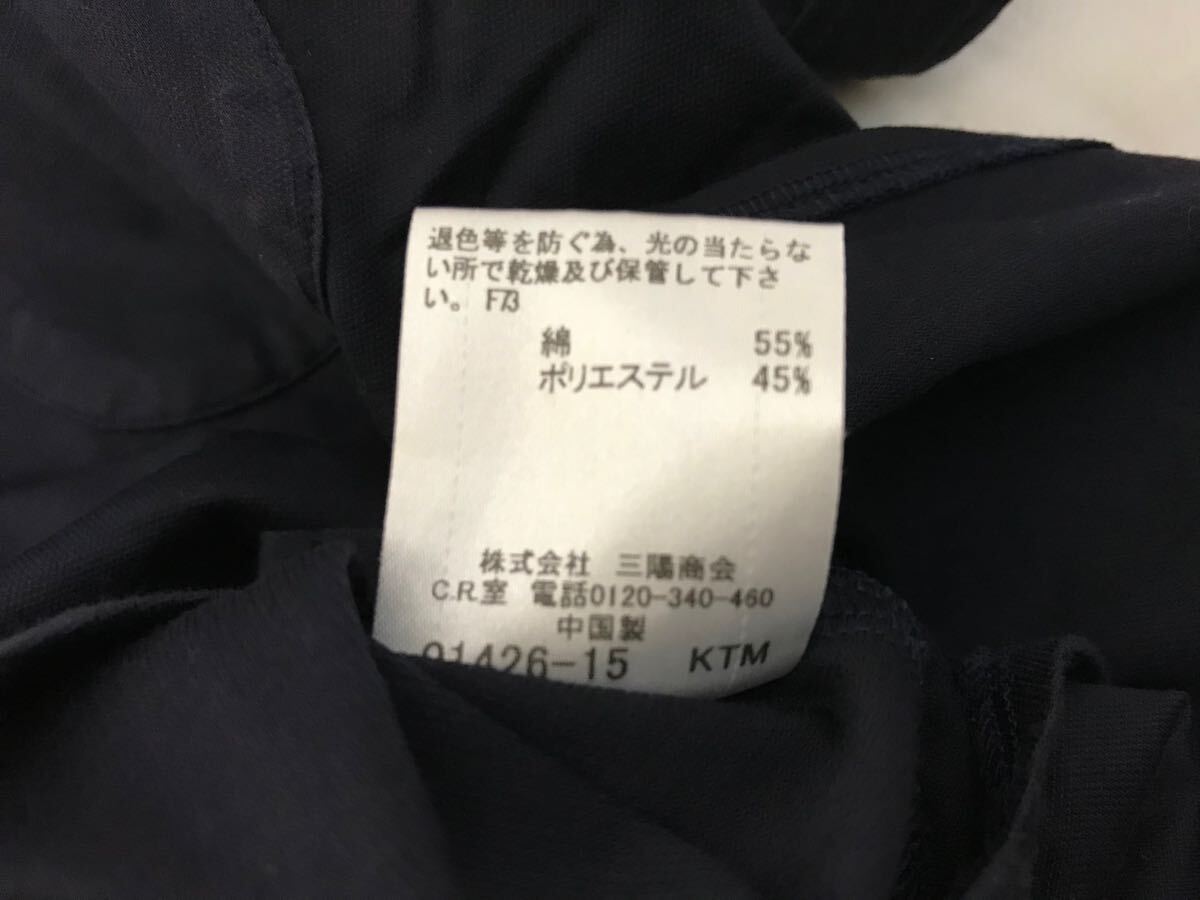 退色等を防ぐ為、光の当たらな
い所で乾燥及び保管して下さ
い。 F73
綿 55%
ポリエステル 45%
株式会社 三陽商会
C.R.室 電話0120-340-460
中国製
01426-15 KTM